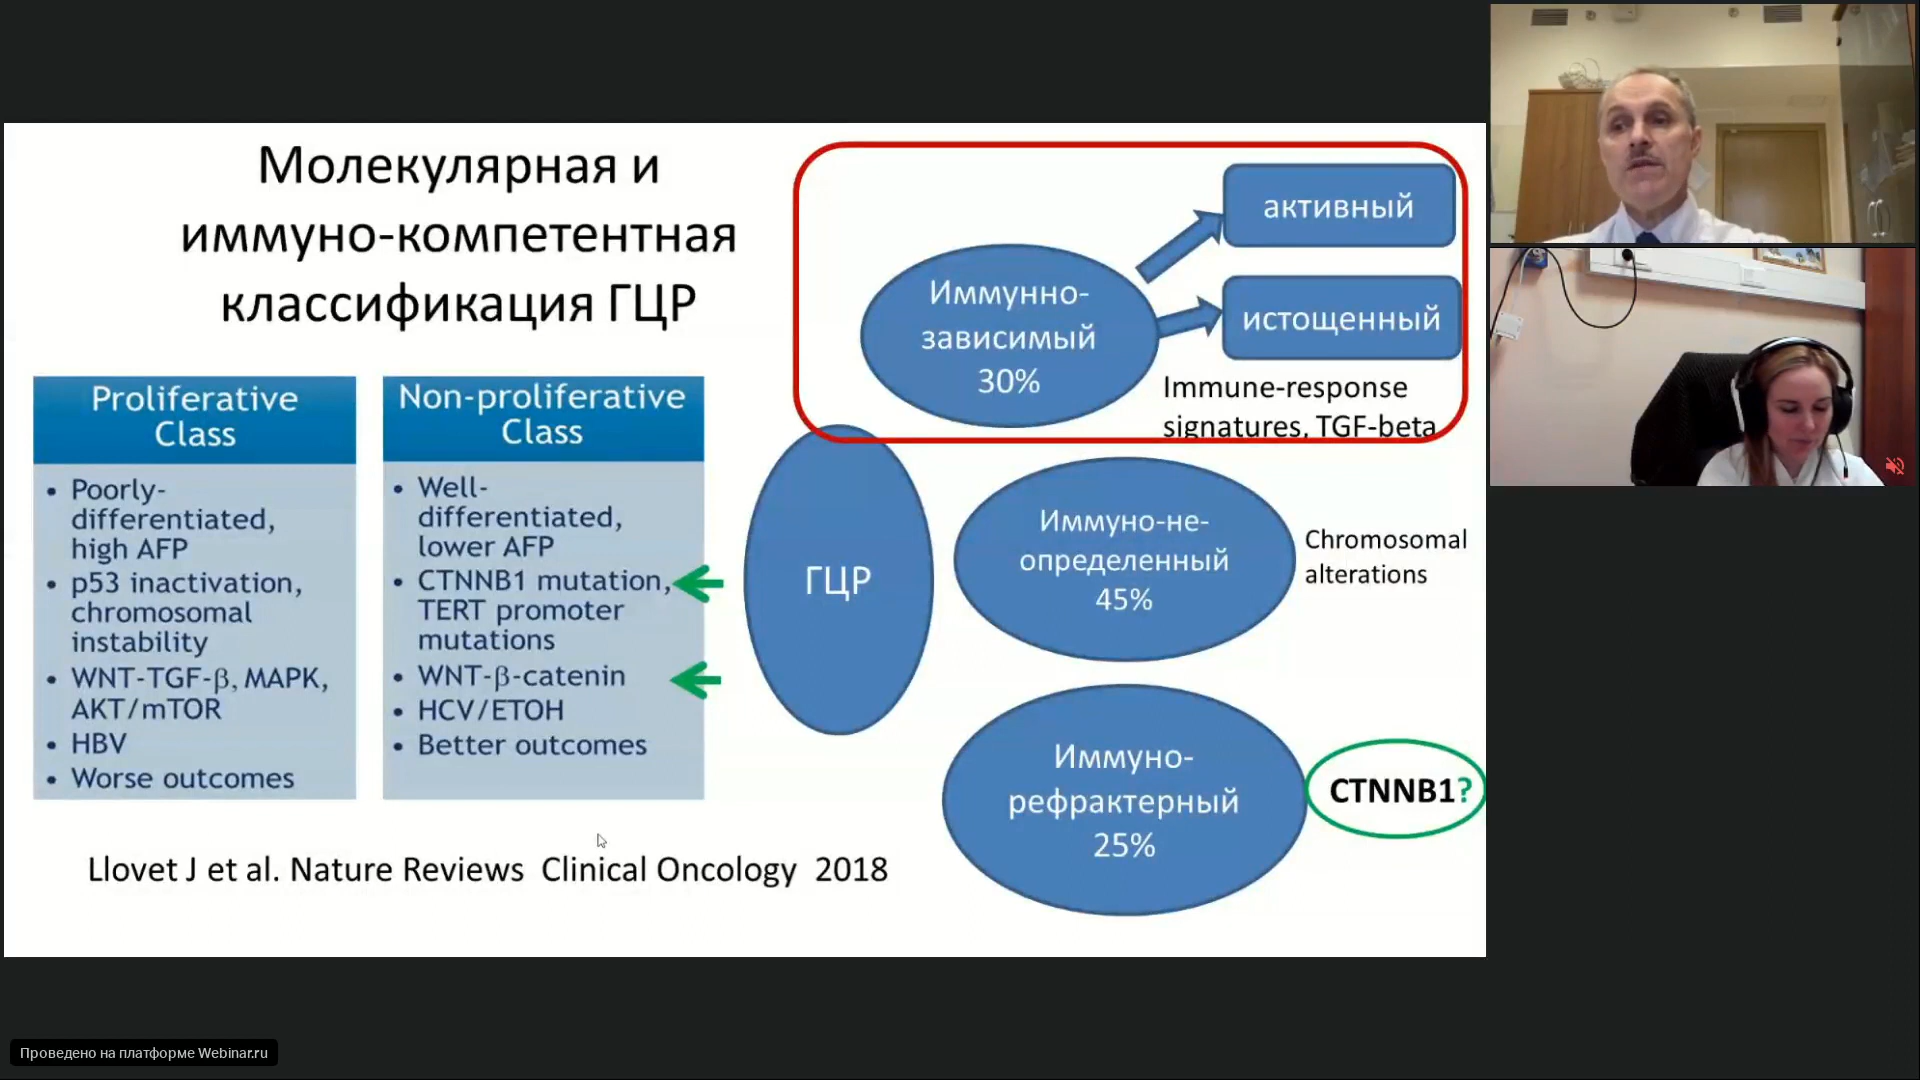 Молекулярная и
иммуно-компетентная
классификация ГЦР
Proliferative
Class
• Poorly-
differentiated,
high AFP
• p53 inactivation,
chromosomal
instability
• WNT-TGF-β, MAPK,
AKT/mTOR
• HBV
• Worse outcomes
Non-proliferative
Class
• Well-
differentiated,
lower AFP
• CTNNB1 mutation,
TERT promoter
mutations
• WNT-β-catenin
• HCV/ETOH
• Better outcomes
ГЦР
Иммунно-
зависимый
30%
активный
истощенный
Immune-response
signatures, TGF-beta
Иммуно-не-
определенный
45%
Chromosomal
alterations
Иммуно-
рефрактерный
25%
CTNNB1?
Llovet J et al. Nature Reviews Clinical Oncology 2018
Проведено на платформе Webinar.ru